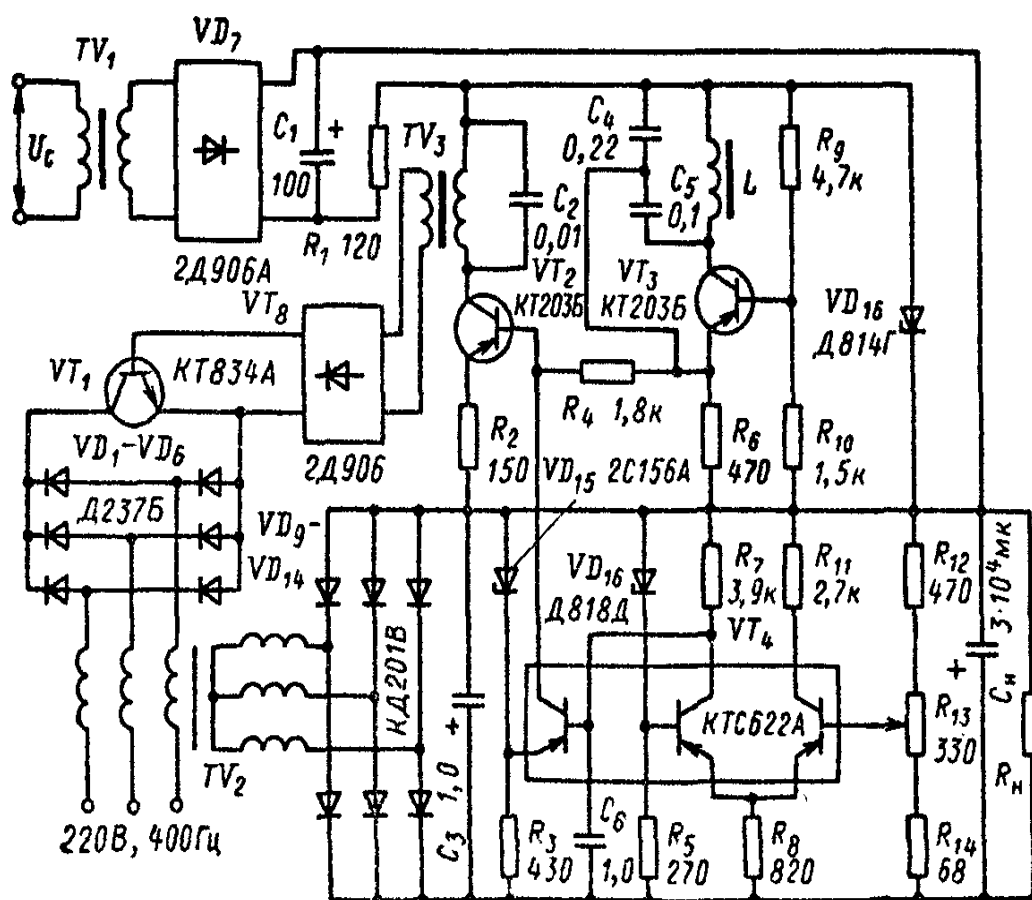 TV₁
VD₇
U_C
C₁ +
100
R₁ 120
2Д906А
TV₃
C₂
0,01
C₄
0,22
C₅
0,1
L
R₉
4,7к
VT₈
VT₂
КТ203Б
VT₃
КТ203Б
VD₁₆
Д814Г
VT₁
КТ834А
VD₁-VD₆
Д237Б
2Д906
R₂
150
R₄ 1,8к
VD₁₅ 2С156А
R₆
470
R₁₀
1,5к
VD₉-
VD₁₄
КД201В
VD₁₆
Д818Д
R₇
3,9к
R₁₁
2,7к
R₁₂
470
VT₄
КТС622А
3·10⁴мк
+
C_н
R₁₃
330
R_н
TV₂
220В, 400Гц
C₃ 1,0 +
R₃
430
C₆
1,0
R₅
270
R₈
820
R₁₄
68